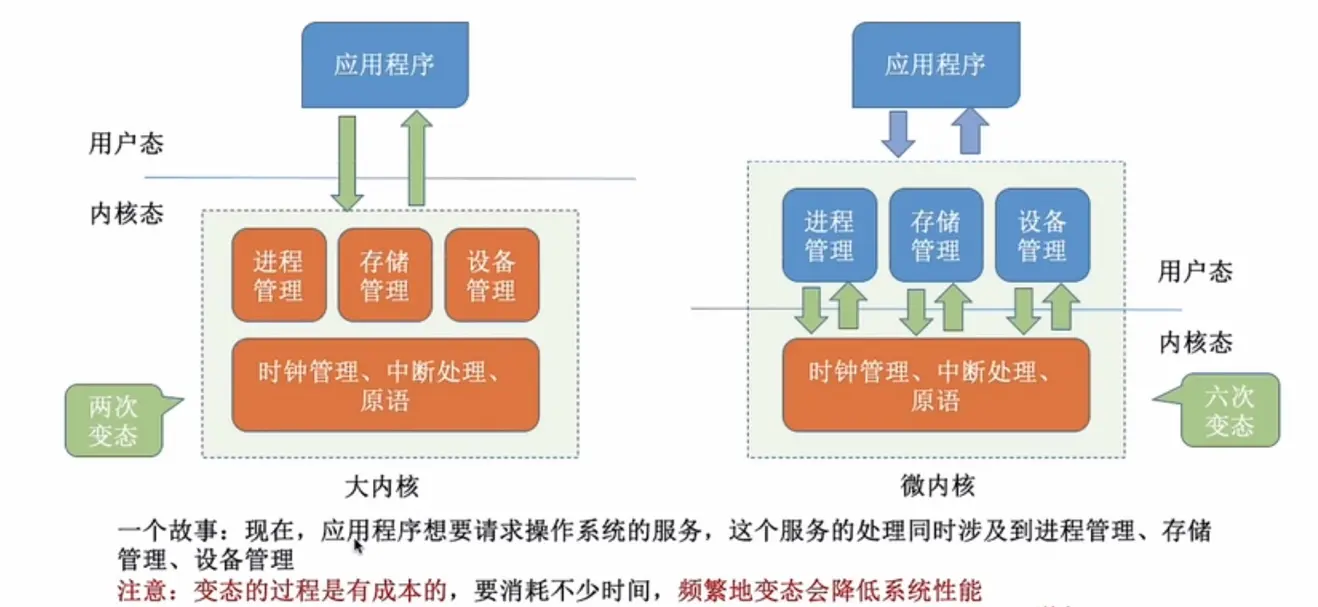 应用程序
用户态
内核态
进程
管理
存储
管理
设备
管理
时钟管理、中断处理、
原语
两次
变态
大内核
应用程序
进程
管理
存储
管理
设备
管理
用户态
内核态
时钟管理、中断处理、
原语
六次
变态
微内核
一个故事：现在，应用程序想要请求操作系统的服务，这个服务的处理同时涉及到进程管理、存储
管理、设备管理
注意：变态的过程是有成本的，要消耗不少时间，频繁地变态会降低系统性能